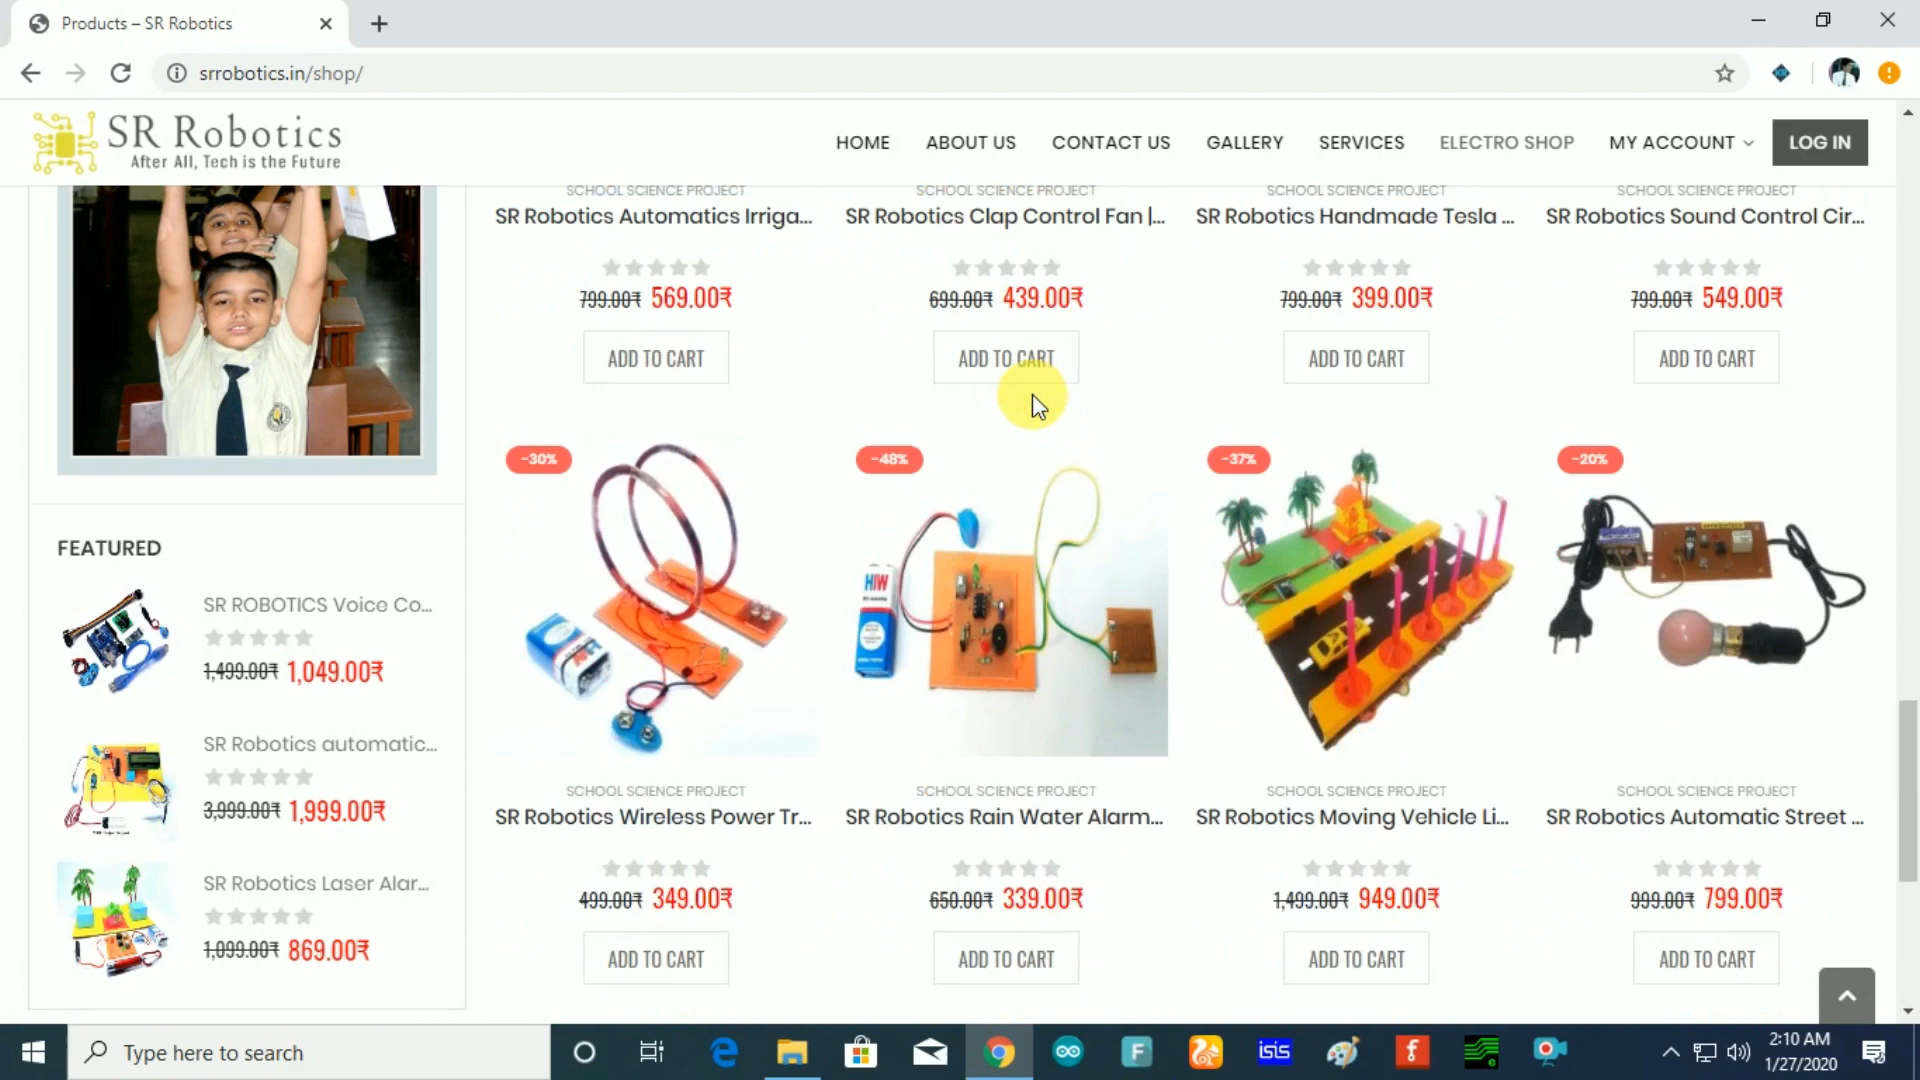 Products – SR Robotics
srrobotics.in/shop/
SR Robotics
After All, Tech is the Future
HOME
ABOUT US
CONTACT US
GALLERY
SERVICES
ELECTRO SHOP
MY ACCOUNT
LOG IN
SCHOOL SCIENCE PROJECT
SR Robotics Automatics Irriga...
799.00₹ 569.00₹
ADD TO CART
SCHOOL SCIENCE PROJECT
SR Robotics Clap Control Fan |...
699.00₹ 439.00₹
ADD TO CART
SCHOOL SCIENCE PROJECT
SR Robotics Handmade Tesla ...
799.00₹ 399.00₹
ADD TO CART
SCHOOL SCIENCE PROJECT
SR Robotics Sound Control Cir...
799.00₹ 549.00₹
ADD TO CART
FEATURED
SR ROBOTICS Voice Co...
1,499.00₹ 1,049.00₹
SR Robotics automatic...
3,999.00₹ 1,999.00₹
SR Robotics Laser Alar...
1,099.00₹ 869.00₹
-30%
SCHOOL SCIENCE PROJECT
SR Robotics Wireless Power Tr...
499.00₹ 349.00₹
ADD TO CART
-48%
HIW
SCHOOL SCIENCE PROJECT
SR Robotics Rain Water Alarm...
650.00₹ 339.00₹
ADD TO CART
-37%
SCHOOL SCIENCE PROJECT
SR Robotics Moving Vehicle Li...
1,499.00₹ 949.00₹
ADD TO CART
-20%
SCHOOL SCIENCE PROJECT
SR Robotics Automatic Street ...
999.00₹ 799.00₹
ADD TO CART
Type here to search
ISIS
2:10 AM
1/27/2020